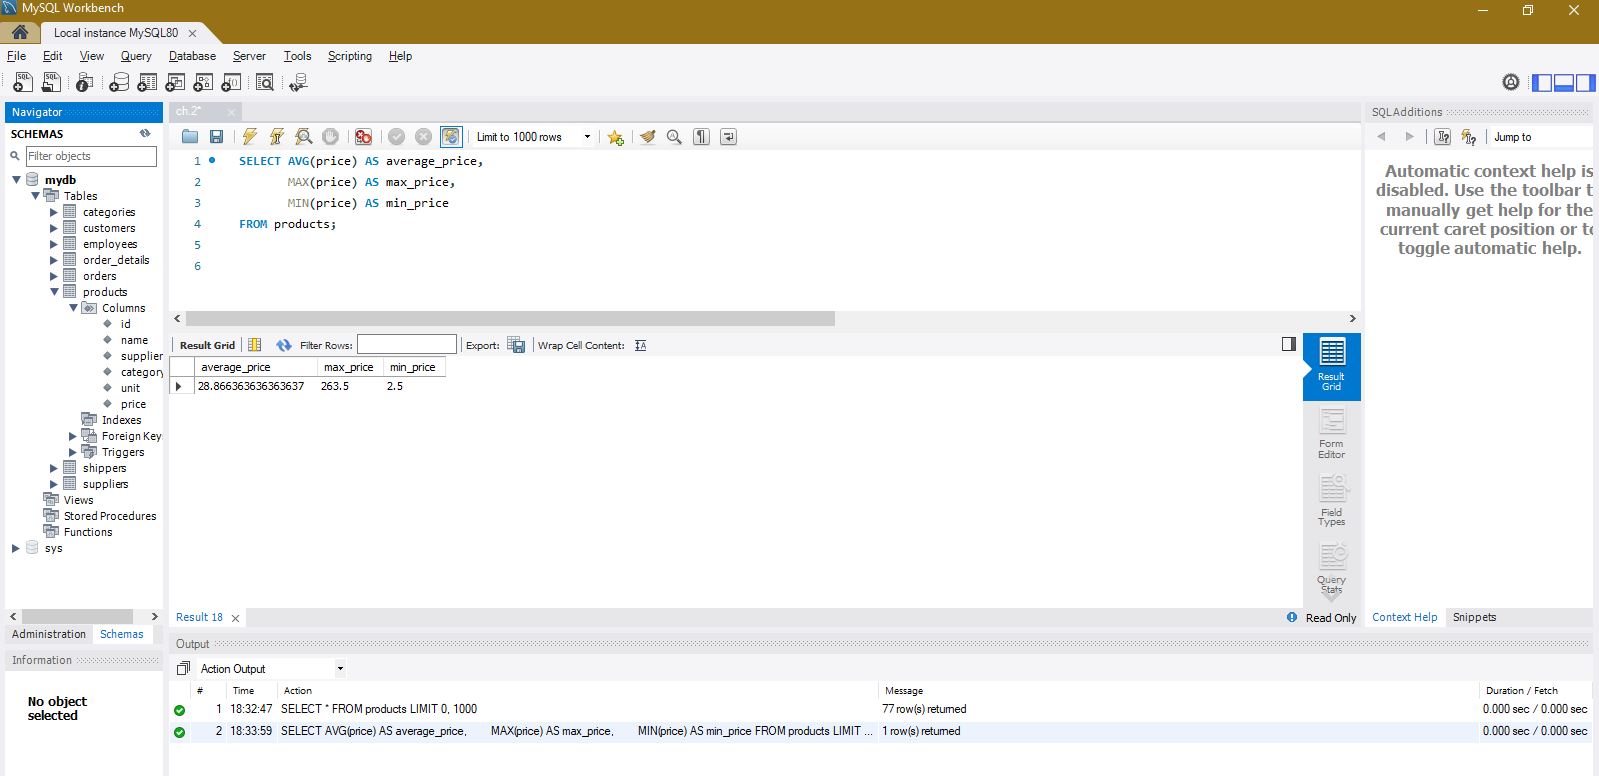 MySQL Workbench
Local instance MySQL80
File Edit View Query Database Server Tools Scripting Help
Navigator
SCHEMAS
Filter objects
mydb
Tables
categories
customers
employees
order_details
orders
products
Columns
id
name
supplier
category
unit
price
Indexes
Foreign Key
Triggers
shippers
suppliers
Views
Stored Procedures
Functions
sys
Administration Schemas
Information
No object
selected
ch.2*
Limit to 1000 rows
1 SELECT AVG(price) AS average_price,
2 MAX(price) AS max_price,
3 MIN(price) AS min_price
4 FROM products;
5
6
Result Grid Filter Rows: Export: Wrap Cell Content:
average_price max_price min_price
28.866363636363637 263.5 2.5
Result
Grid
Form
Editor
Field
Types
Query
Stats
Result 18
Read Only
SQLAdditions
Jump to
Automatic context help is
disabled. Use the toolbar t
manually get help for the
current caret position or to
toggle automatic help.
Context Help Snippets
Output
Action Output
# Time Action Message Duration / Fetch
1 18:32:47 SELECT * FROM products LIMIT 0, 1000 77 row(s) returned 0.000 sec / 0.000 sec
2 18:33:59 SELECT AVG(price) AS average_price, MAX(price) AS max_price, MIN(price) AS min_price FROM products LIMIT ... 1 row(s) returned 0.000 sec / 0.000 sec